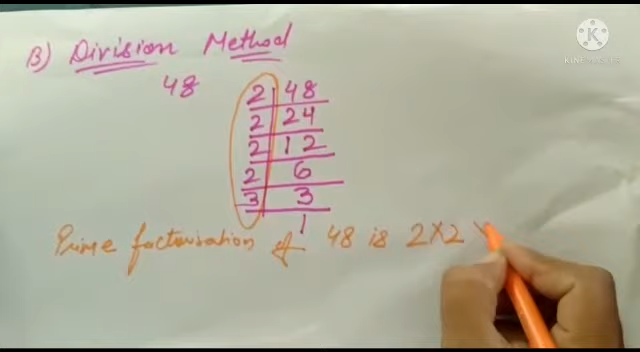 B) Division Method
48
2 | 48
2 | 24
2 | 12
2 | 6
3 | 3
1
Prime factorisation of 48 is 2×2 ×
KINEMASTER